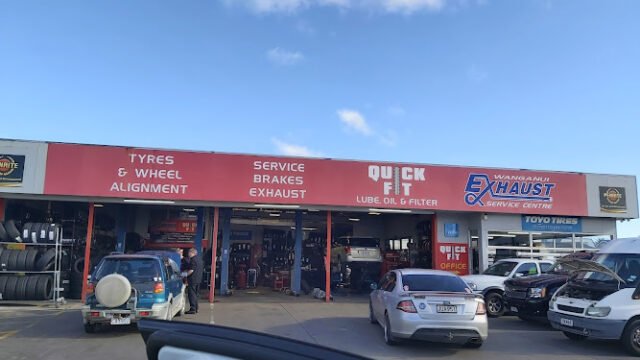 TYRES
& WHEEL
ALIGNMENT
SERVICE
BRAKES
EXHAUST
QUICK
FIT
LUBE, OIL & FILTER
WANGANUI
EXHAUST
SERVICE CENTRE
TOYO TIRES
QUICK
FIT
OFFICE